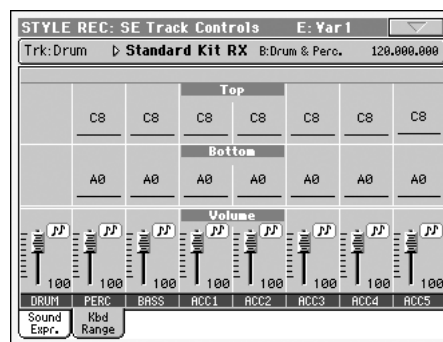 STYLE REC: SE Track Controls E: Var1
Trk:Drum Standard Kit RX B:Drum & Perc. 120.000.000
Top
C8 C8 C8 C8 C8 C8 C8
Bottom
A0 A0 A0 A0 A0 A0 A0
Volume
100 100 100 100 100 100 100 100
DRUM PERC BASS ACC1 ACC2 ACC3 ACC4 ACC5
Sound Kbd
Expr. Range